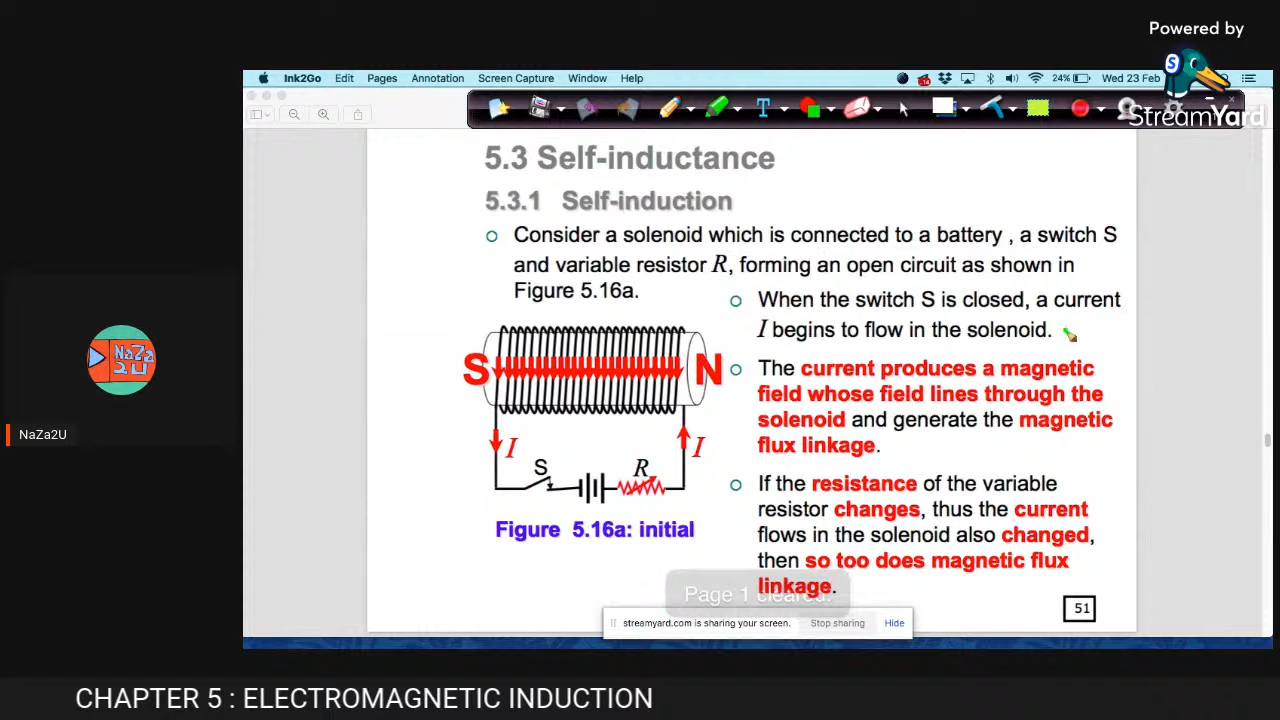 Powered by
S
StreamYard
Ink2Go Edit Pages Annotation Screen Capture Window Help
24% Wed 23 Feb
T
5.3 Self-inductance
5.3.1 Self-induction
Consider a solenoid which is connected to a battery , a switch S
and variable resistor R, forming an open circuit as shown in
Figure 5.16a.
When the switch S is closed, a current
I begins to flow in the solenoid.
The current produces a magnetic
field whose field lines through the
solenoid and generate the magnetic
flux linkage.
If the resistance of the variable
resistor changes, thus the current
flows in the solenoid also changed,
then so too does magnetic flux
linkage.
S
N
I
I
S
R
Figure 5.16a: initial
Page 1 cleared.
51
streamyard.com is sharing your screen. Stop sharing Hide
NaZa
2U
NaZa2U
CHAPTER 5 : ELECTROMAGNETIC INDUCTION